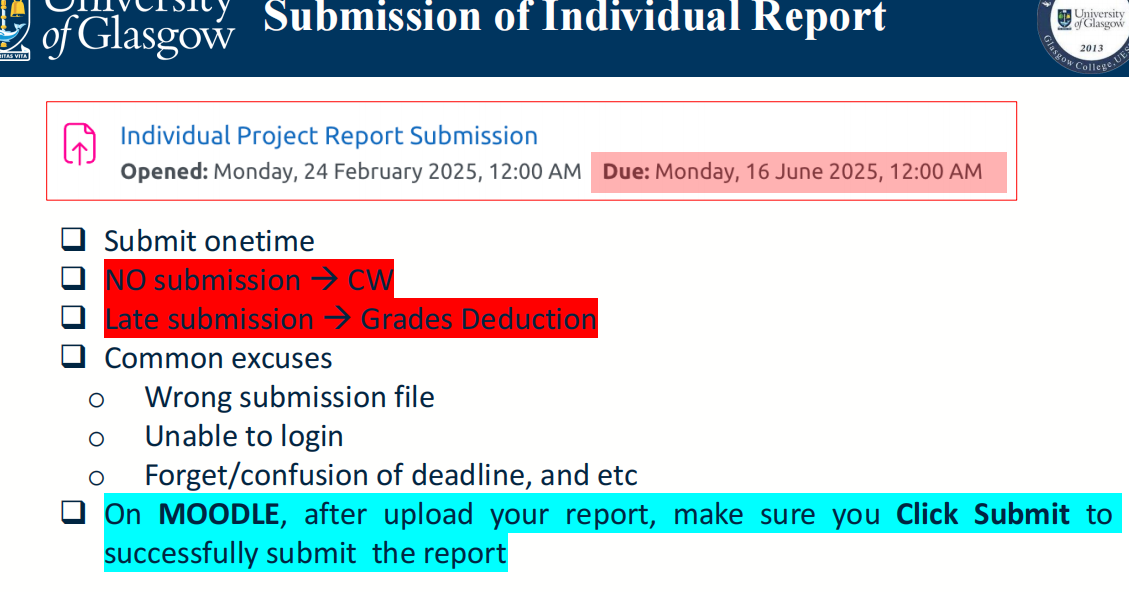 University
of Glasgow
Submission of Individual Report
University
of Glasgow
2013
Glasgow College, UES
Individual Project Report Submission
Opened: Monday, 24 February 2025, 12:00 AM Due: Monday, 16 June 2025, 12:00 AM
Submit onetime
NO submission → CW
Late submission → Grades Deduction
Common excuses
Wrong submission file
Unable to login
Forget/confusion of deadline, and etc
On MOODLE, after upload your report, make sure you Click Submit to
successfully submit the report